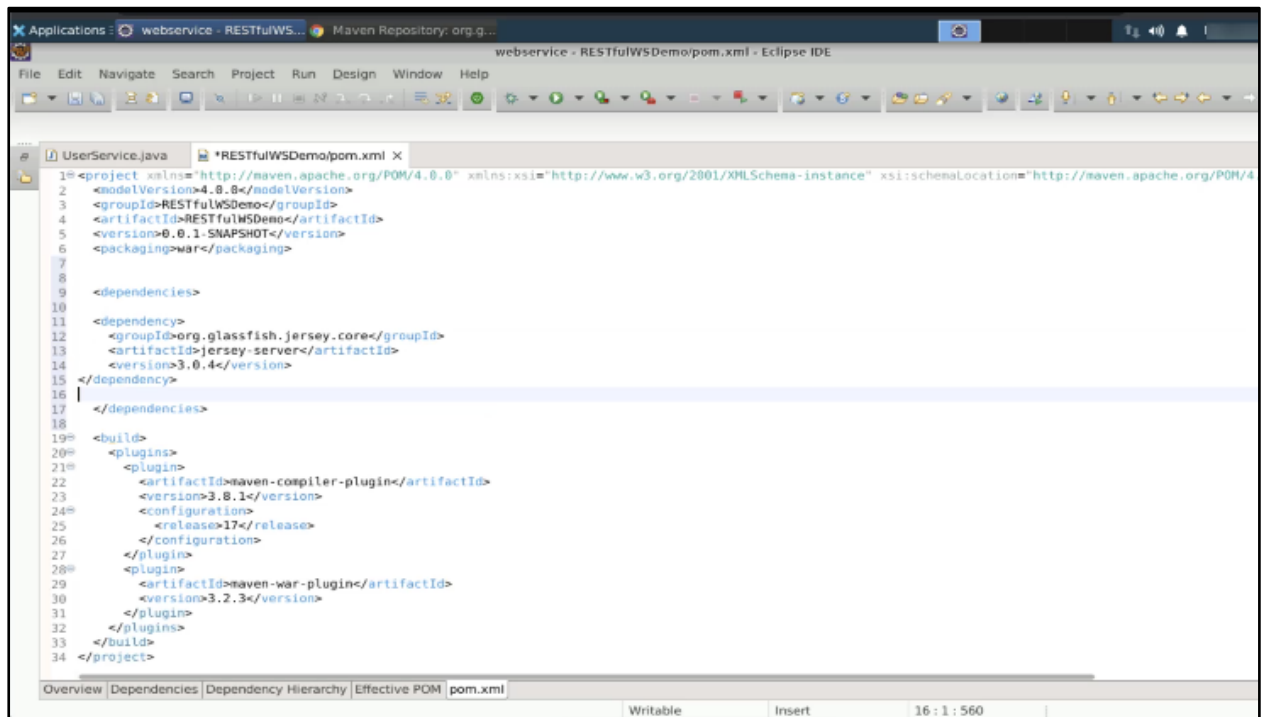 Applications : webservice - RESTfulWS... Maven Repository: org.g...
webservice - RESTfulWSDemo/pom.xml - Eclipse IDE
File Edit Navigate Search Project Run Design Window Help
UserService.java *RESTfulWSDemo/pom.xml
1 <project xmlns="http://maven.apache.org/POM/4.0.0" xmlns:xsi="http://www.w3.org/2001/XMLSchema-instance" xsi:schemaLocation="http://maven.apache.org/POM/4
2 <modelVersion>4.0.0</modelVersion>
3 <groupId>RESTfulWSDemo</groupId>
4 <artifactId>RESTfulWSDemo</artifactId>
5 <version>0.0.1-SNAPSHOT</version>
6 <packaging>war</packaging>
7
8
9 <dependencies>
10
11 <dependency>
12 <groupId>org.glassfish.jersey.core</groupId>
13 <artifactId>jersey-server</artifactId>
14 <version>3.0.4</version>
15 </dependency>
16
17 </dependencies>
18
19 <build>
20 <plugins>
21 <plugin>
22 <artifactId>maven-compiler-plugin</artifactId>
23 <version>3.8.1</version>
24 <configuration>
25 <release>17</release>
26 </configuration>
27 </plugin>
28 <plugin>
29 <artifactId>maven-war-plugin</artifactId>
30 <version>3.2.3</version>
31 </plugin>
32 </plugins>
33 </build>
34 </project>
Overview Dependencies Dependency Hierarchy Effective POM pom.xml
Writable Insert 16 : 1 : 560